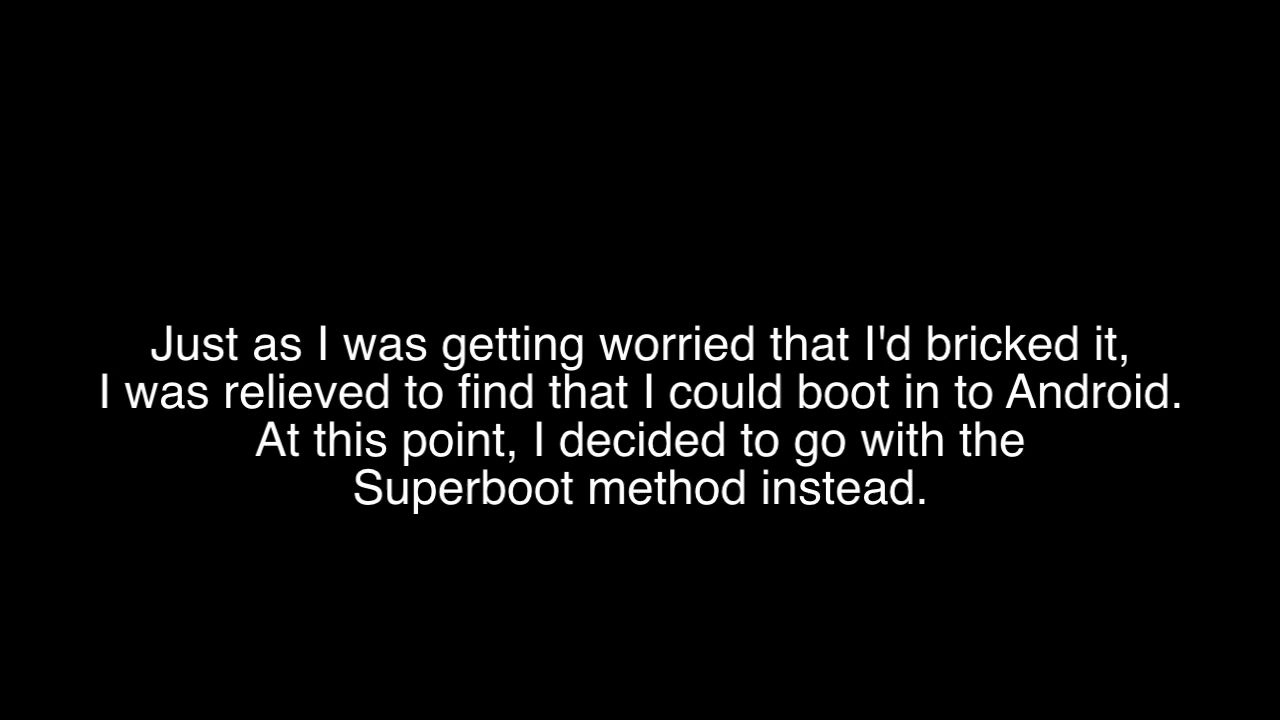 Just as I was getting worried that I'd bricked it,
I was relieved to find that I could boot in to Android.
At this point, I decided to go with the
Superboot method instead.